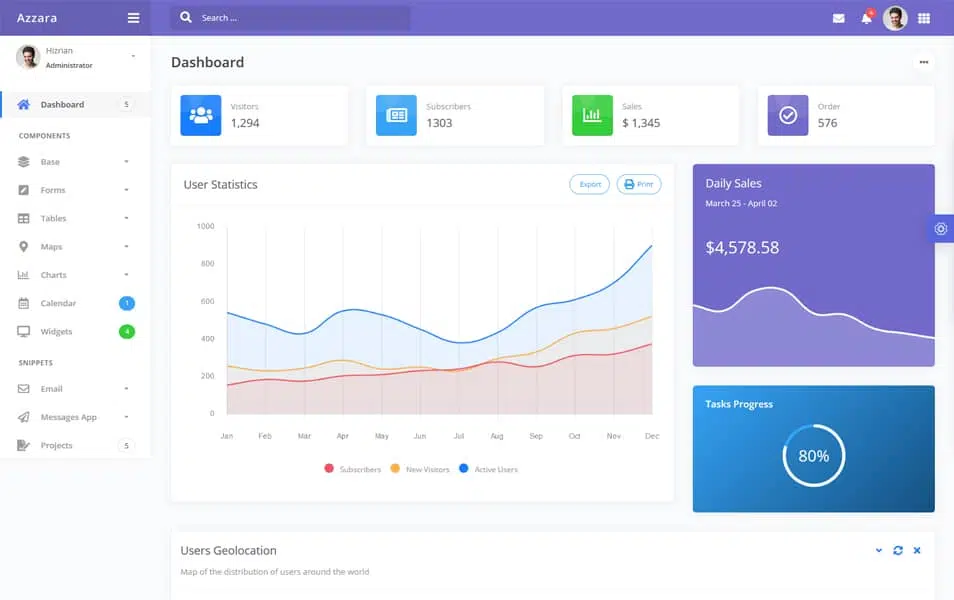 Azzara
Search ...
4
Hizrian
Administrator
Dashboard 5
COMPONENTS
Base
Forms
Tables
Maps
Charts
Calendar 1
Widgets 4
SNIPPETS
Email
Messages App
Projects 5
Dashboard
Visitors
1,294
Subscribers
1303
Sales
$ 1,345
Order
576
User Statistics
Export
Print
1000
800
600
400
200
0
Jan Feb Mar Apr May Jun Jul Aug Sep Oct Nov Dec
Subscribers New Visitors Active Users
Daily Sales
March 25 - April 02
$4,578.58
Tasks Progress
80%
Users Geolocation
Map of the distribution of users around the world